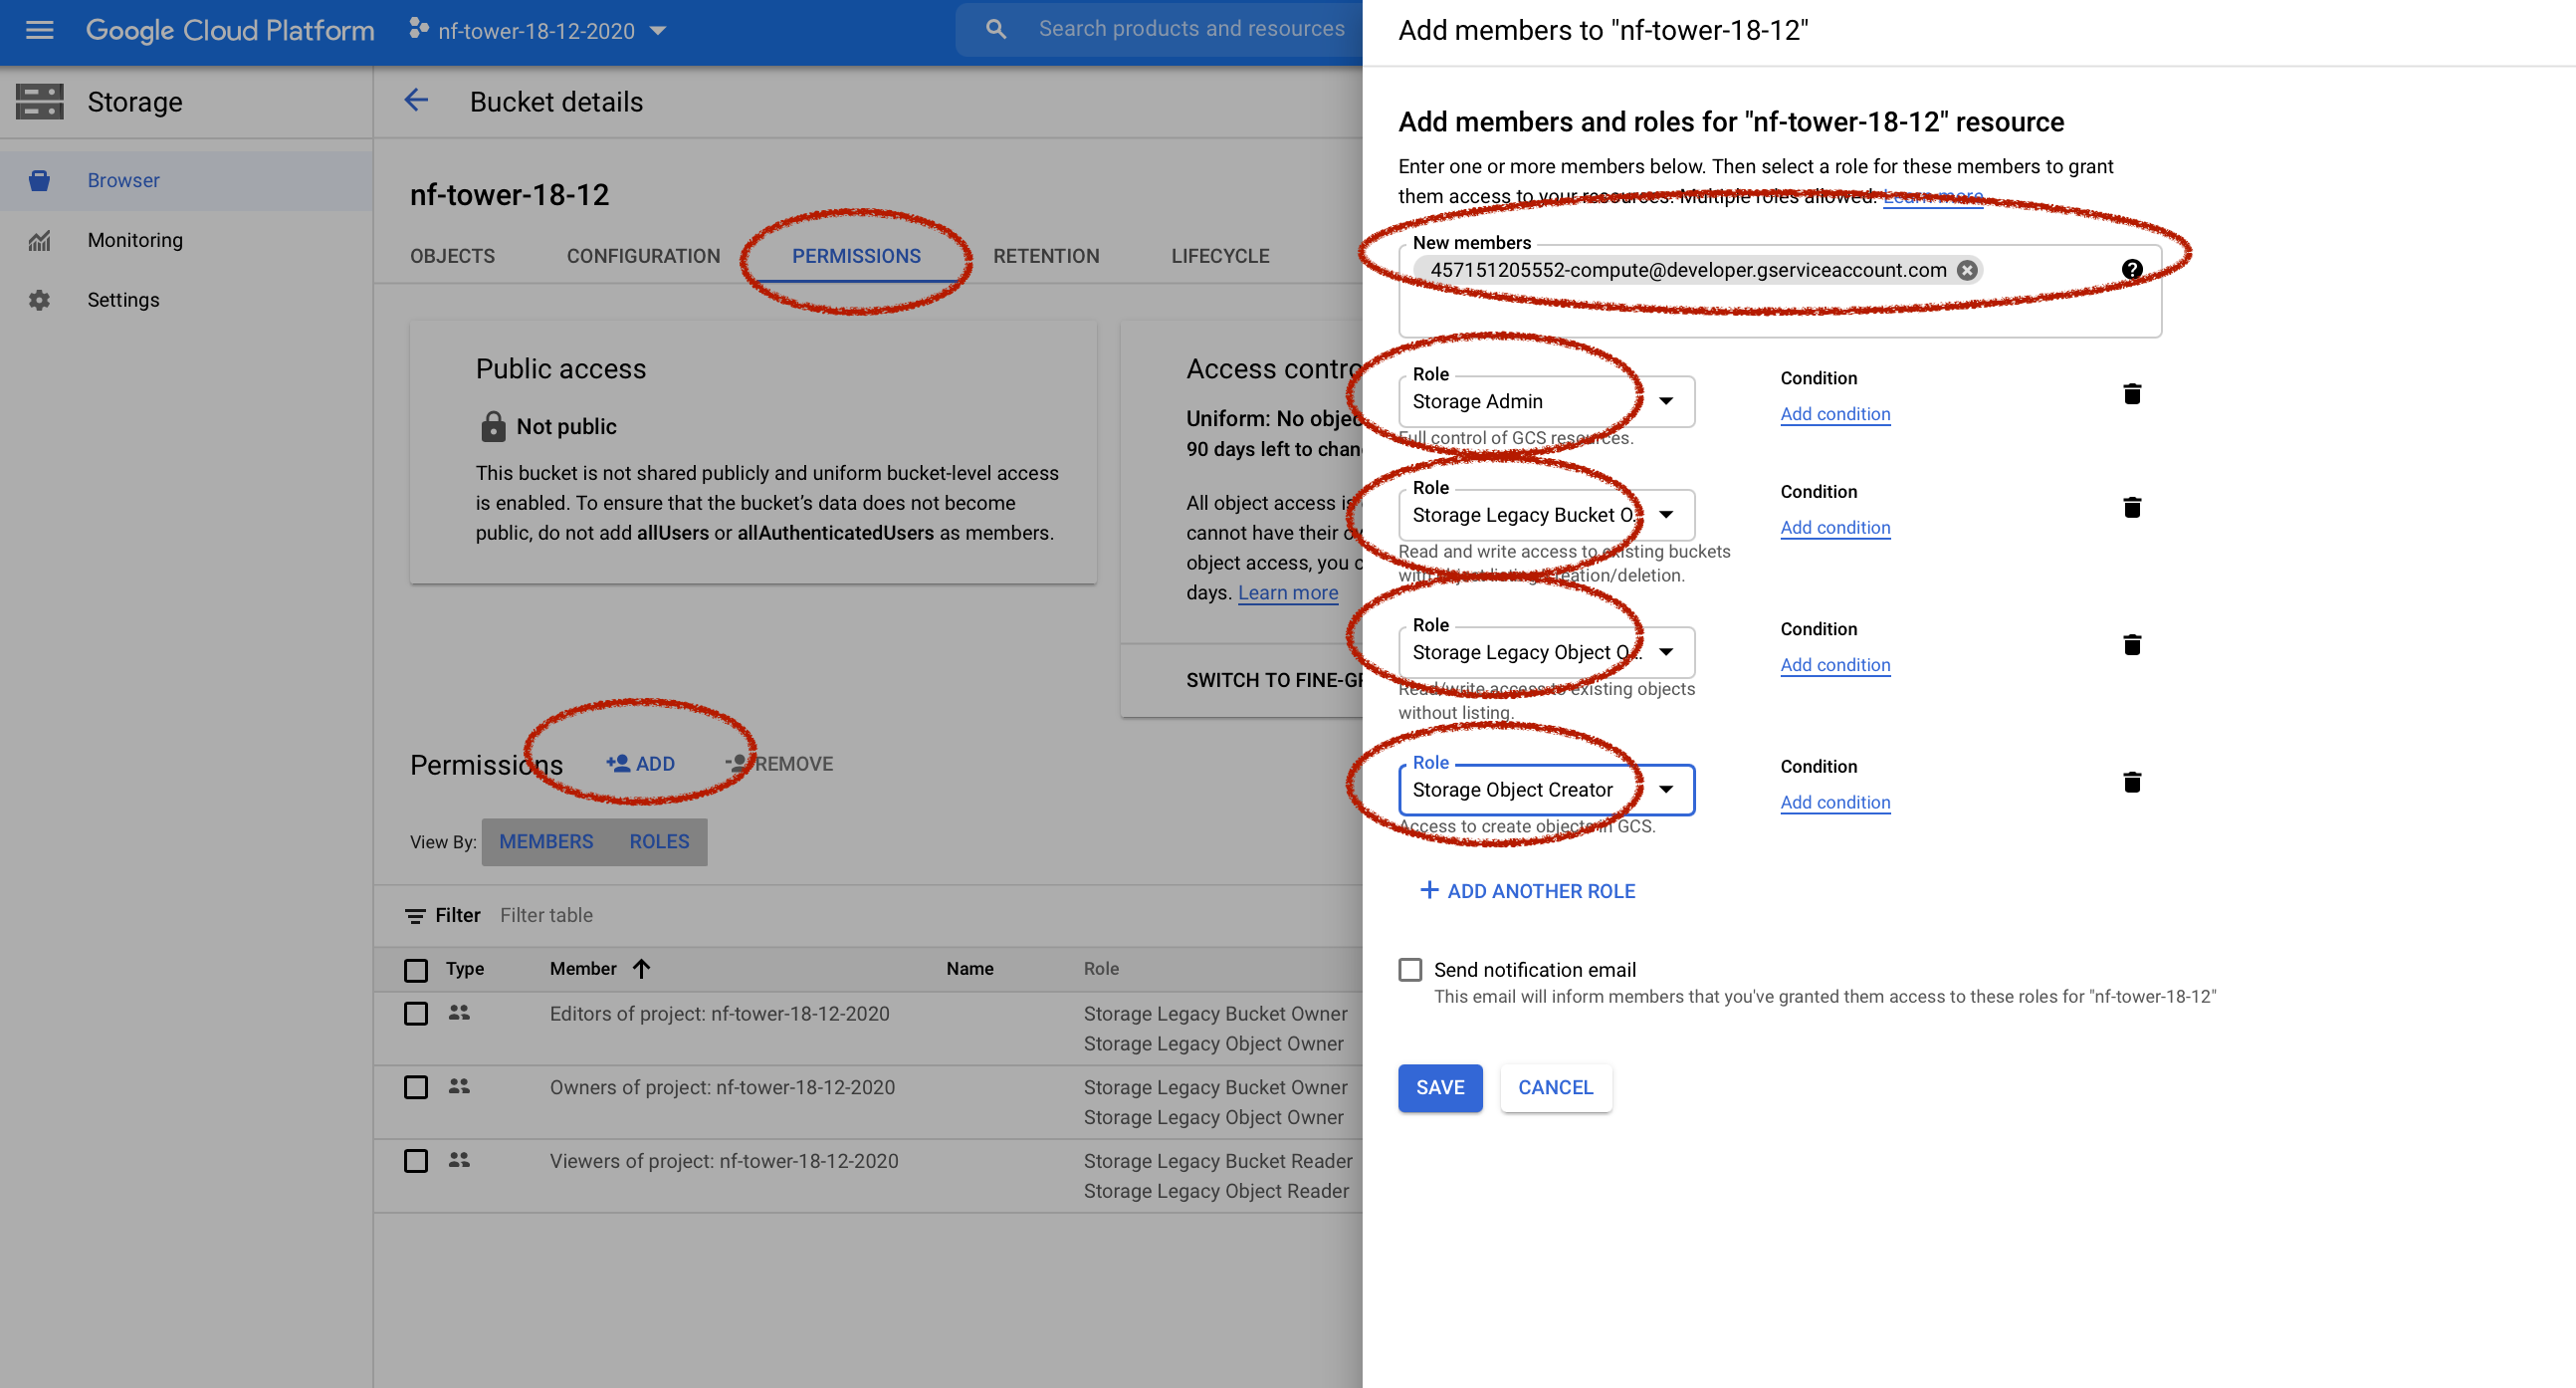 Google Cloud Platform
nf-tower-18-12-2020
Search products and resources
Storage
Browser
Monitoring
Settings
Bucket details
nf-tower-18-12
OBJECTS
CONFIGURATION
PERMISSIONS
RETENTION
LIFECYCLE
Public access
Not public
This bucket is not shared publicly and uniform bucket-level access
is enabled. To ensure that the bucket's data does not become
public, do not add allUsers or allAuthenticatedUsers as members.
Access contro
Uniform: No objec
90 days left to chan
All object access is
cannot have their o
object access, you c
days. Learn more
SWITCH TO FINE-GR
Permissions
ADD
REMOVE
View By:
MEMBERS
ROLES
Filter
Filter table
Type
Member
Name
Role
Editors of project: nf-tower-18-12-2020
Storage Legacy Bucket Owner
Storage Legacy Object Owner
Owners of project: nf-tower-18-12-2020
Storage Legacy Bucket Owner
Storage Legacy Object Owner
Viewers of project: nf-tower-18-12-2020
Storage Legacy Bucket Reader
Storage Legacy Object Reader
Add members to "nf-tower-18-12"
Add members and roles for "nf-tower-18-12" resource
Enter one or more members below. Then select a role for these members to grant
them access to your resources. Multiple roles allowed. Learn more
New members
457151205552-compute@developer.gserviceaccount.com
Role
Storage Admin
Full control of GCS resources.
Condition
Add condition
Role
Storage Legacy Bucket O..
Read and write access to existing buckets
with object listing/creation/deletion.
Condition
Add condition
Role
Storage Legacy Object O...
Read/write access to existing objects
without listing.
Condition
Add condition
Role
Storage Object Creator
Access to create objects in GCS.
Condition
Add condition
ADD ANOTHER ROLE
Send notification email
This email will inform members that you've granted them access to these roles for "nf-tower-18-12"
SAVE
CANCEL